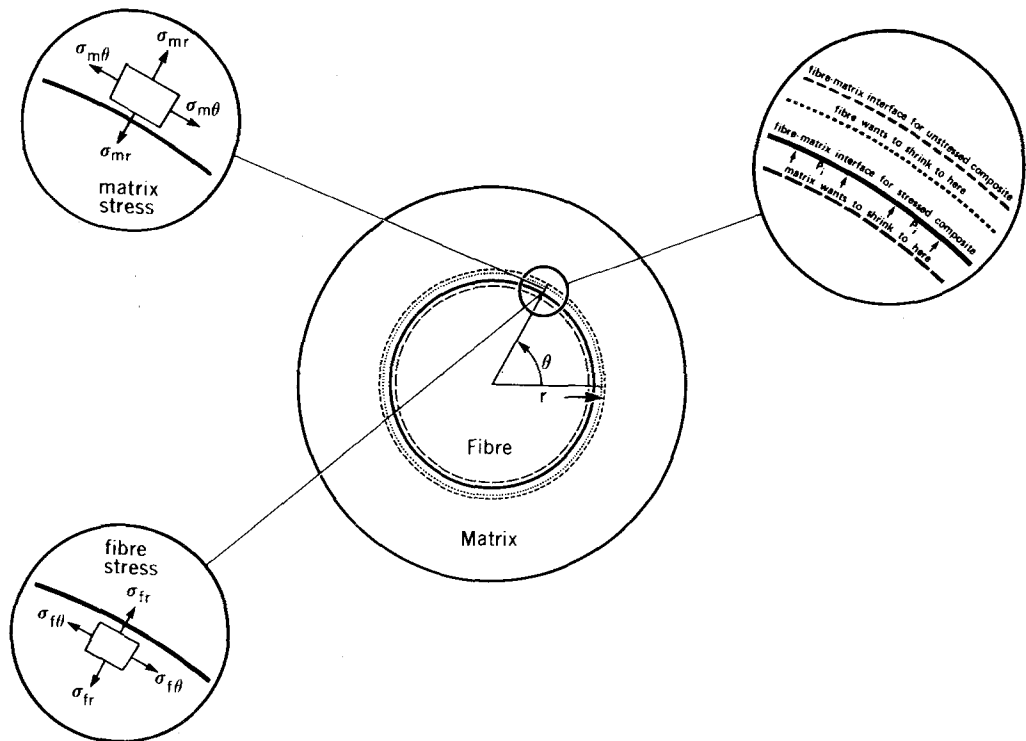 σmθ
σmr
σmθ
σmr
matrix
stress
fibre-matrix interface for unstressed composite
fibre wants to shrink to here
fibre-matrix interface for stressed composite
Pi
Pi
matrix wants to shrink to here
θ
r
Fibre
Matrix
fibre
stress
σfr
σfθ
σfθ
σfr